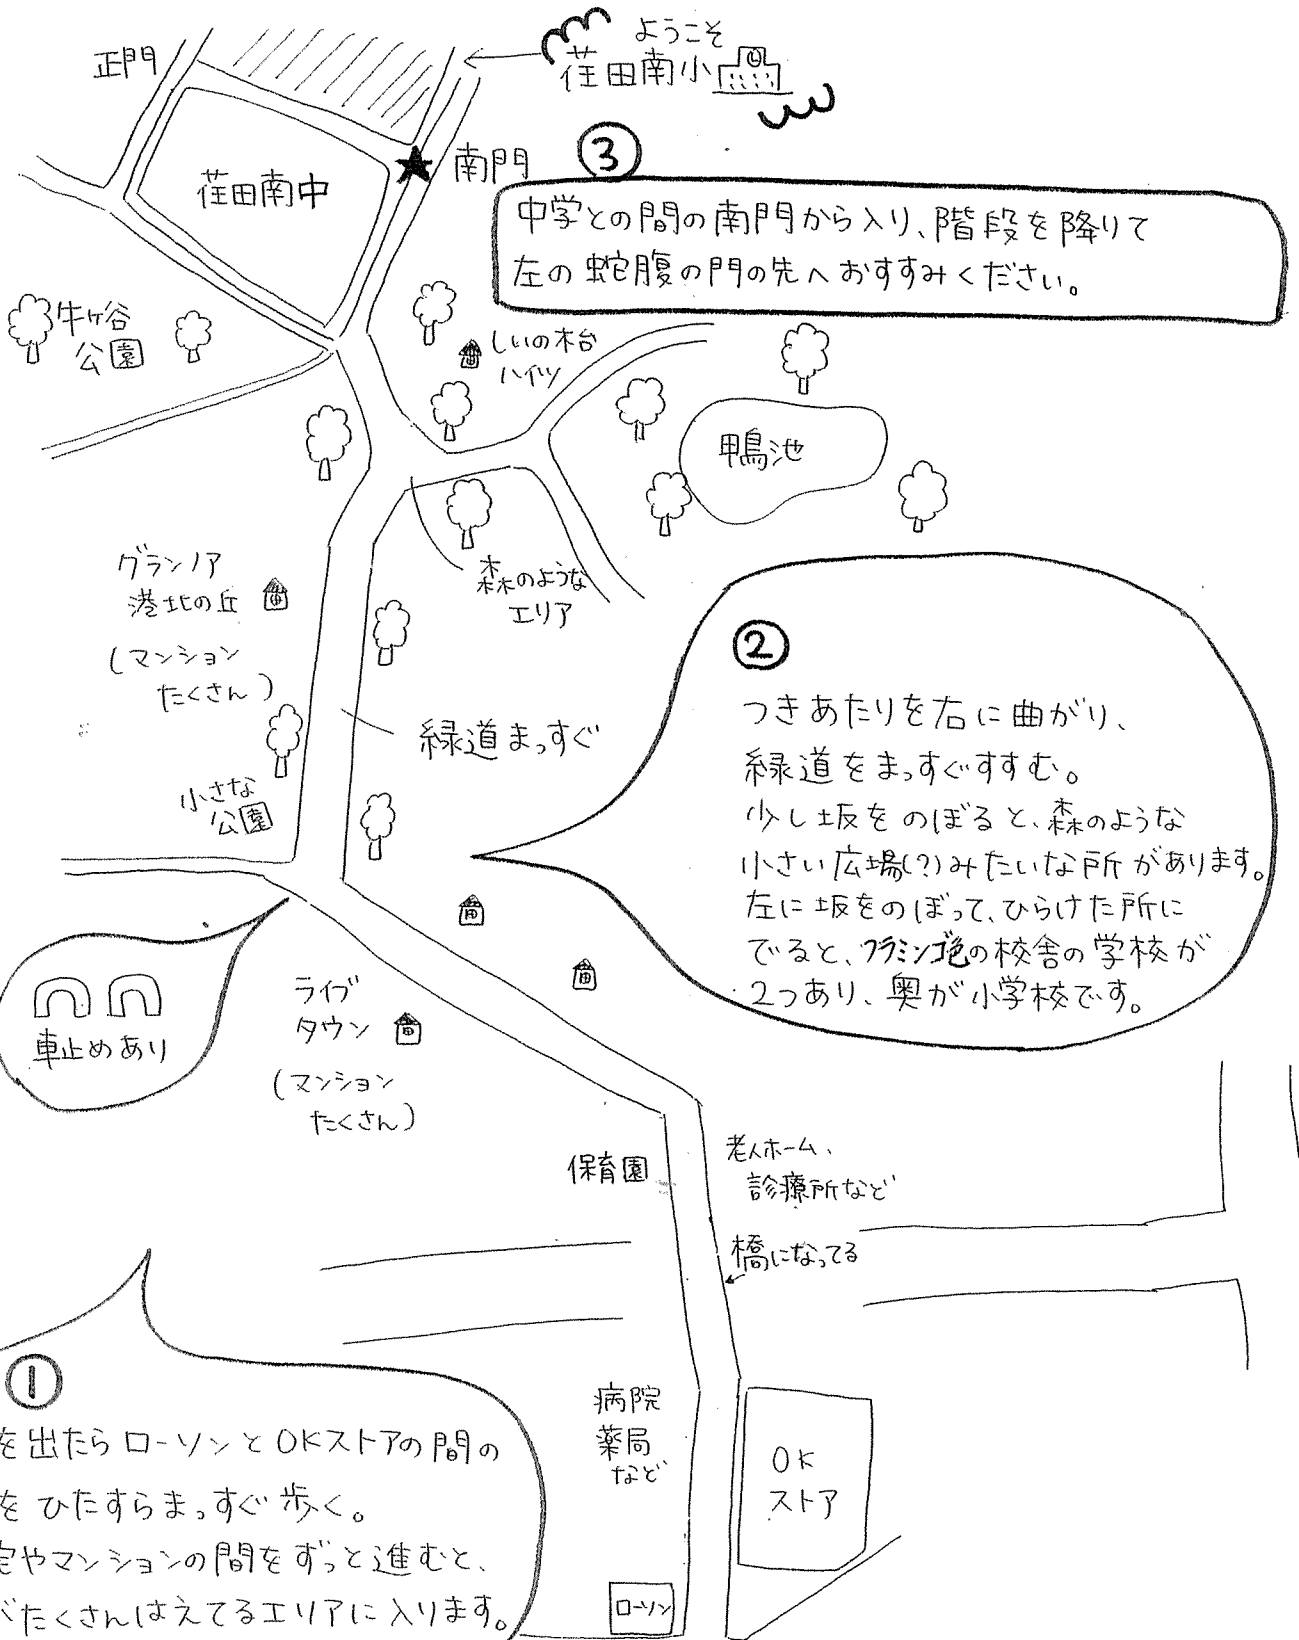 ようこそ
荏田南小
正門
荏田南中
南門
③
中学との間の南門から入り、階段を降りて
左の蛇腹の門の先へおすすみください。
牛ヶ谷
公園
しいの木台
ハイツ
鴨池
森のような
エリア
グランノア
港北の丘
(マンション
たくさん)
緑道まっすぐ
小さな
公園
②
つきあたりを右に曲がり、
緑道をまっすぐすすむ。
少し坂をのぼると、森のような
小さい広場(?)みたいな所があります。
左に坂をのぼって、ひらけた所に
でると、フラミンゴ色の校舎の学校が
2つあり、奥が小学校です。
車止めあり
ライブ
タウン
(マンション
たくさん)
保育園
老人ホーム、
診療所など
橋になってる
①
を出たらローソンとOKストアの間の
をひたすらまっすぐ歩く。
やマンションの間をずっと進むと、
たくさんはえてるエリアに入ります。
病院
薬局
など
OK
ストア
ローソン